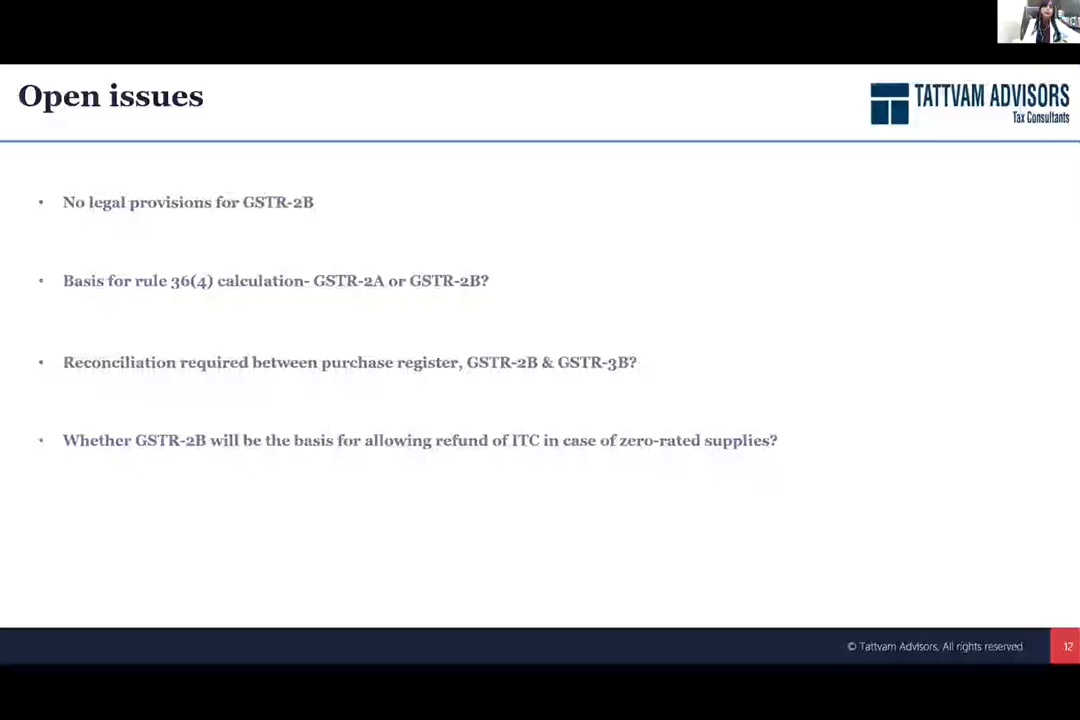 Open issues
TATTVAM ADVISORS
Tax Consultants
• No legal provisions for GSTR-2B
• Basis for rule 36(4) calculation- GSTR-2A or GSTR-2B?
• Reconciliation required between purchase register, GSTR-2B & GSTR-3B?
• Whether GSTR-2B will be the basis for allowing refund of ITC in case of zero-rated supplies?
© Tattvam Advisors, All rights reserved
12